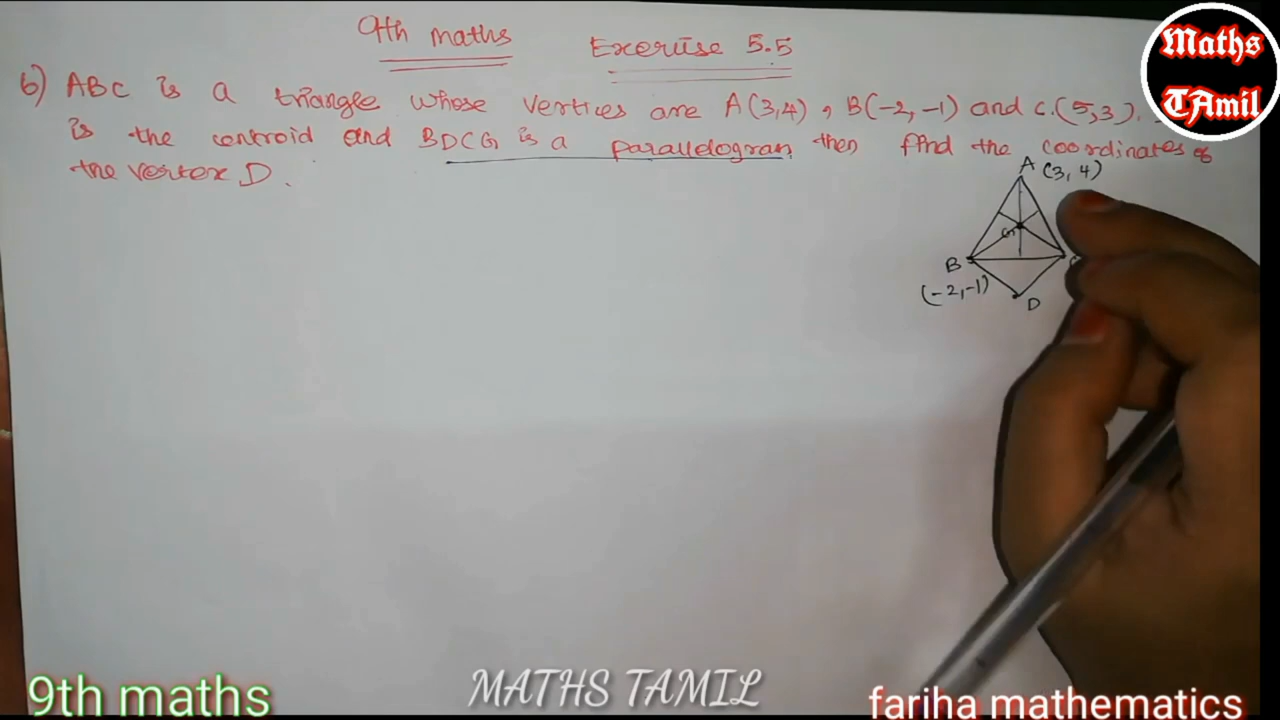 9th maths Exercise 5.5
Maths
TAmil
6) ABC is a triangle whose vertices are A(3,4) , B(-2,-1) and C.(5,3).
is the centroid and BDCG is a parallelogram then find the coordinates of
the vertex D.
A (3, 4)
G
B
(-2,-1)
D
9th maths
MATHS TAMIL
fariha mathematics